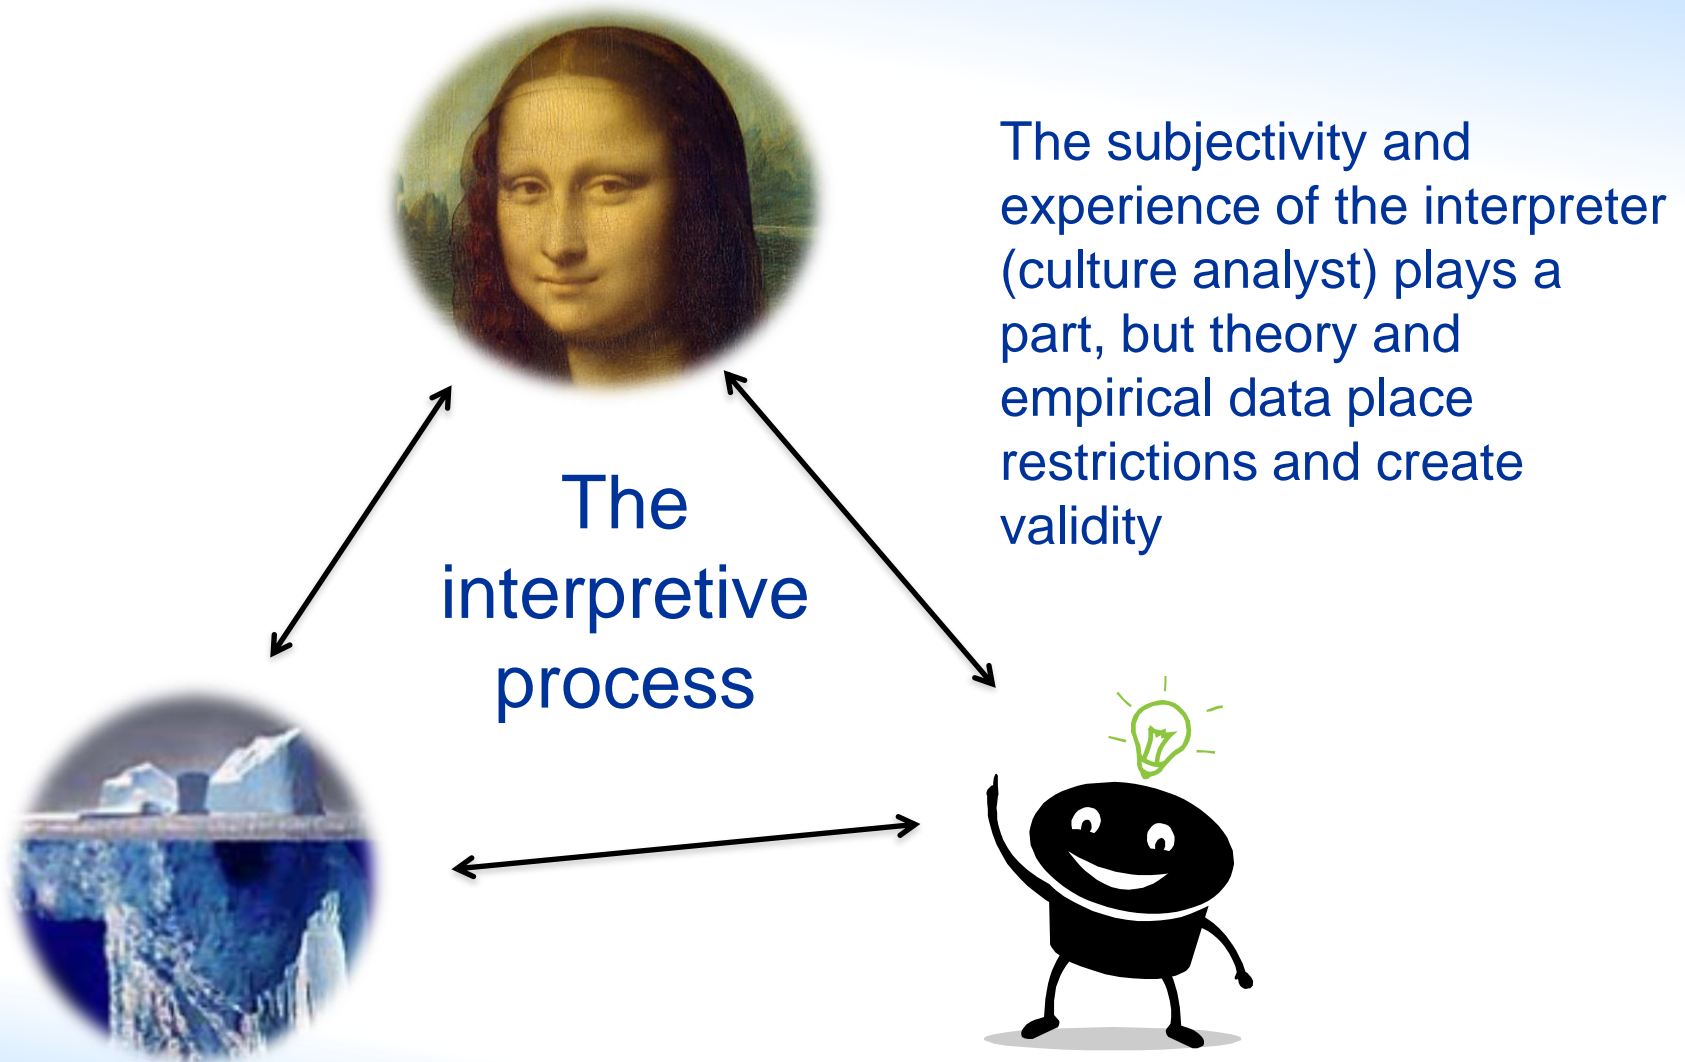 The subjectivity and
experience of the interpreter
(culture analyst) plays a
part, but theory and
empirical data place
restrictions and create
validity
The
interpretive
process